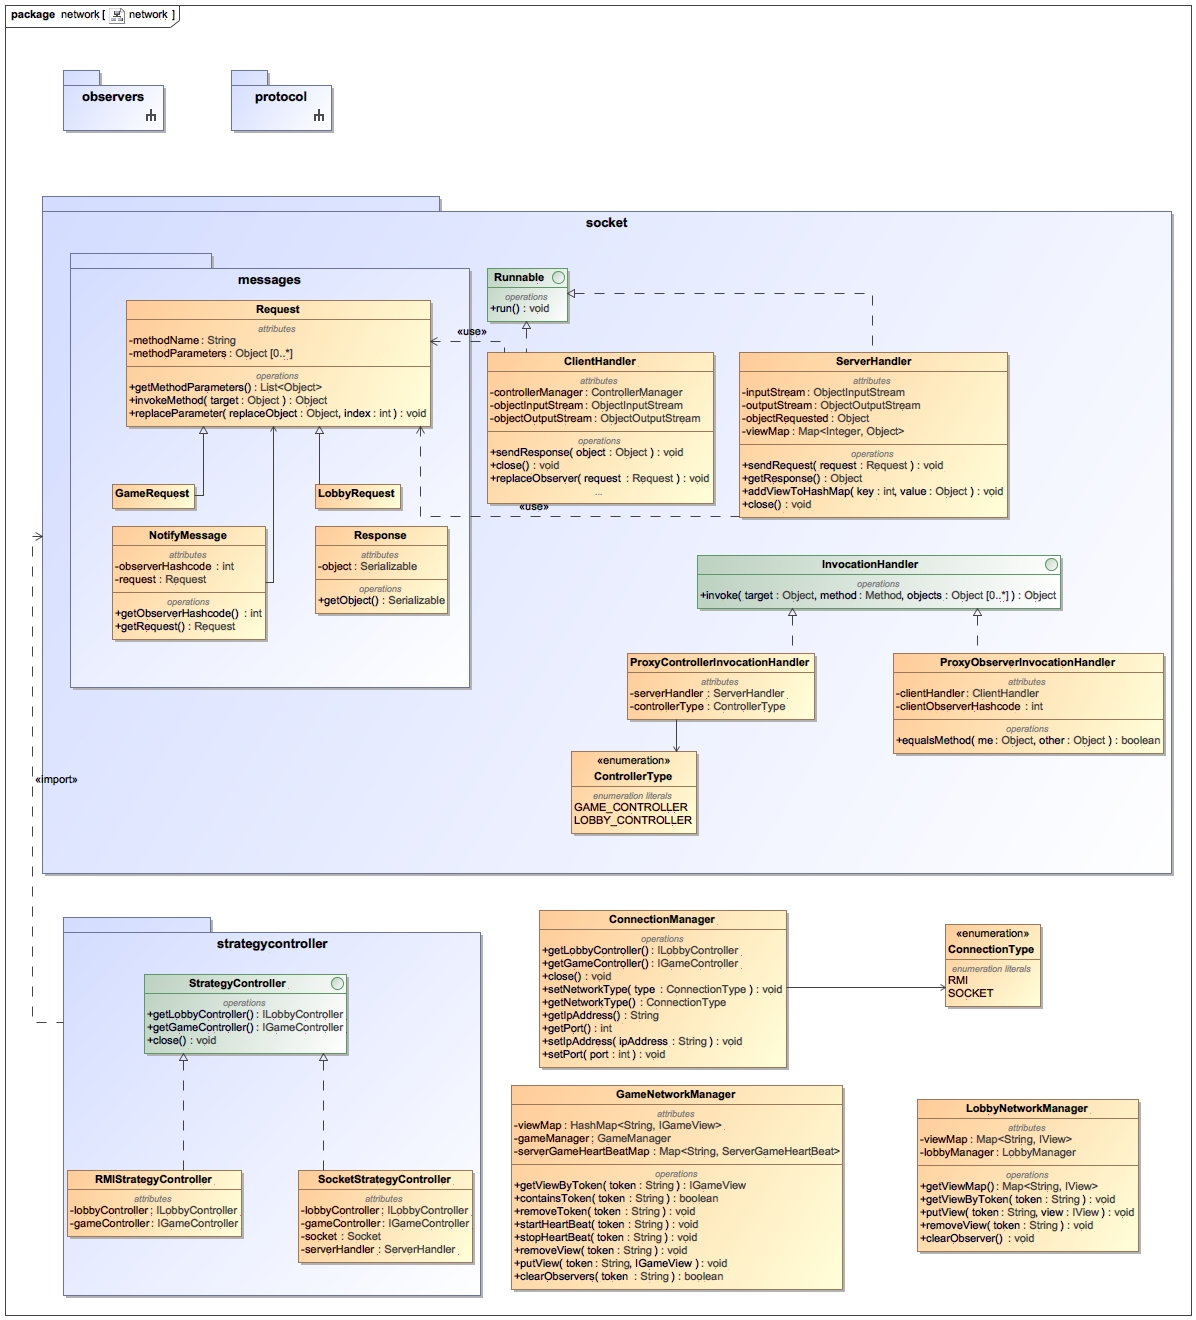 package network [ network ]
observers
protocol
socket
messages
Request
attributes
-methodName : String
-methodParameters : Object [0..*]
operations
+getMethodParameters() : List<Object>
+invokeMethod( target : Object ) : Object
+replaceParameter( replaceObject : Object, index : int ) : void
GameRequest
LobbyRequest
NotifyMessage
attributes
-observerHashcode : int
-request : Request
operations
+getObserverHashcode() : int
+getRequest() : Request
Response
attributes
-object : Serializable
operations
+getObject() : Serializable
Runnable
operations
+run() : void
«use»
ClientHandler
attributes
-controllerManager : ControllerManager
-objectInputStream : ObjectInputStream
-objectOutputStream : ObjectOutputStream
operations
+sendResponse( object : Object ) : void
+close() : void
+replaceObserver( request : Request ) : void
...
ServerHandler
attributes
-inputStream : ObjectInputStream
-outputStream : ObjectOutputStream
-objectRequested : Object
-viewMap : Map<Integer, Object>
operations
+sendRequest( request : Request ) : void
+getResponse() : Object
+addViewToHashMap( key : int, value : Object ) : void
+close() : void
«use»
InvocationHandler
operations
+invoke( target : Object, method : Method, objects : Object [0..*] ) : Object
ProxyControllerInvocationHandler
attributes
-serverHandler : ServerHandler
-controllerType : ControllerType
ProxyObserverInvocationHandler
attributes
-clientHandler : ClientHandler
-clientObserverHashcode : int
operations
+equalsMethod( me : Object, other : Object ) : boolean
«enumeration»
ControllerType
enumeration literals
GAME_CONTROLLER
LOBBY_CONTROLLER
«import»
strategycontroller
StrategyController
operations
+getLobbyController() : ILobbyController
+getGameController() : IGameController
+close() : void
RMIStrategyController
attributes
-lobbyController : ILobbyController
-gameController : IGameController
SocketStrategyController
attributes
-lobbyController : ILobbyController
-gameController : IGameController
-socket : Socket
-serverHandler : ServerHandler
ConnectionManager
operations
+getLobbyController() : ILobbyController
+getGameController() : IGameController
+close() : void
+setNetworkType( type : ConnectionType ) : void
+getNetworkType() : ConnectionType
+getIpAddress() : String
+getPort() : int
+setIpAddress( ipAddress : String ) : void
+setPort( port : int ) : void
«enumeration»
ConnectionType
enumeration literals
RMI
SOCKET
GameNetworkManager
attributes
-viewMap : HashMap<String, IGameView>
-gameManager : GameManager
-serverGameHeartBeatMap : Map<String, ServerGameHeartBeat>
operations
+getViewByToken( token : String ) : IGameView
+containsToken( token : String ) : boolean
+removeToken( token : String ) : void
+startHeartBeat( token : String ) : void
+stopHeartBeat( token : String ) : void
+removeView( token : String ) : void
+putView( token : String, IGameView ) : void
+clearObservers( token : String ) : boolean
LobbyNetworkManager
attributes
-viewMap : Map<String, IView>
-lobbyManager : LobbyManager
operations
+getViewMap() : Map<String, IView>
+getViewByToken( token : String ) : void
+putView( token : String, view : IView ) : void
+removeView( token : String ) : void
+clearObserver() : void